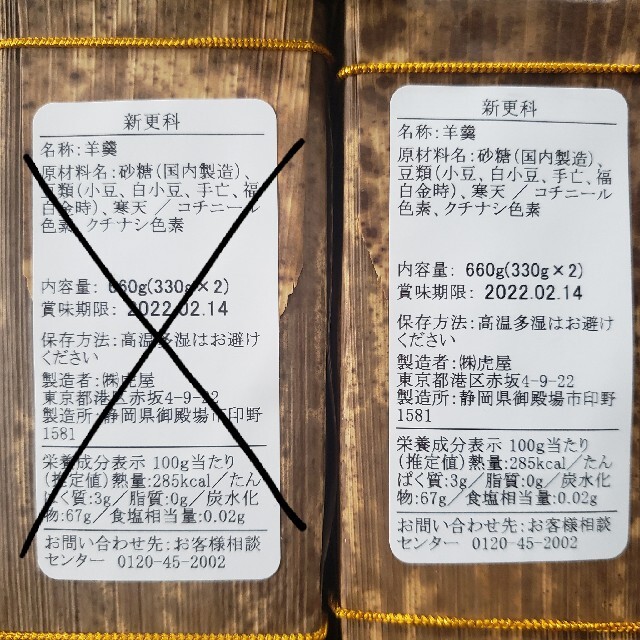 新更科
名称:羊羹
原材料名:砂糖(国内製造)、
豆類(小豆、白小豆、手亡、福
白金時)、寒天／コチニール
色素、クチナシ色素
内容量: 660g(330g×2)
賞味期限: 2022.02.14
保存方法:高温多湿はお避け
ください
製造者:㈱虎屋
東京都港区赤坂4-9-22
製造所:静岡県御殿場市印野
1581
栄養成分表示 100g当たり
(推定値)熱量:285kcal／たん
ぱく質:3g／脂質:0g／炭水化
物:67g／食塩相当量:0.02g
お問い合わせ先:お客様相談
センター 0120-45-2002
新更科
名称:羊羹
原材料名:砂糖(国内製造)、
豆類(小豆、白小豆、手亡、福
白金時)、寒天／コチニール
色素、クチナシ色素
内容量: 660g(330g×2)
賞味期限: 2022.02.14
保存方法:高温多湿はお避け
ください
製造者:㈱虎屋
東京都港区赤坂4-9-22
製造所:静岡県御殿場市印野
1581
栄養成分表示 100g当たり
(推定値)熱量:285kcal／たん
ぱく質:3g／脂質:0g／炭水化
物:67g／食塩相当量:0.02g
お問い合わせ先:お客様相談
センター 0120-45-2002